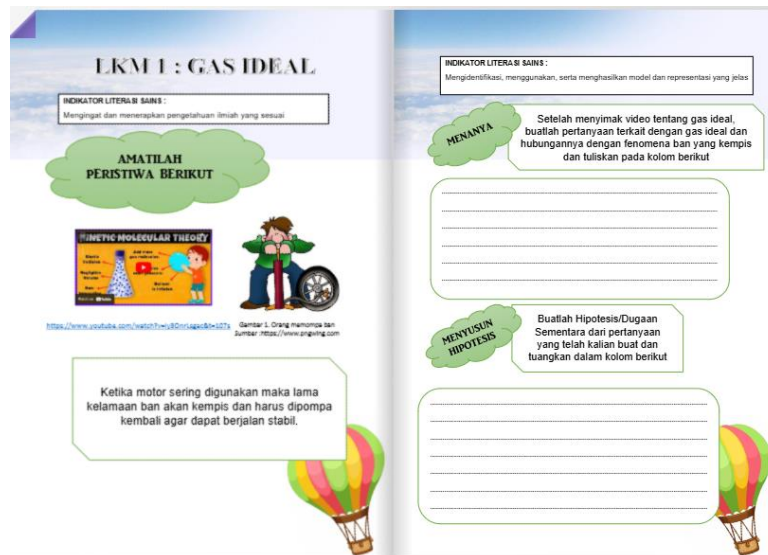 LKM 1 : GAS IDEAL
INDIKATOR LITERASI SAINS :
Mengingat dan menerapkan pengetahuan ilmiah yang sesuai
AMATILAH
PERISTIWA BERIKUT
KINETIC MOLECULAR THEORY
Gambar 1. Orang memompa ban
Sumber :https://www.pngwing.com
Ketika motor sering digunakan maka lama
kelamaan ban akan kempis dan harus dipompa
kembali agar dapat berjalan stabil.
INDIKATOR LITERASI SAINS :
Mengidentifikasi, menggunakan, serta menghasilkan model dan representasi yang jelas
MENANYA
Setelah menyimak video tentang gas ideal,
buatlah pertanyaan terkait dengan gas ideal dan
hubungannya dengan fenomena ban yang kempis
dan tuliskan pada kolom berikut
MENYUSUN
HIPOTESIS
Buatlah Hipotesis/Dugaan
Sementara dari pertanyaan
yang telah kalian buat dan
tuangkan dalam kolom berikut